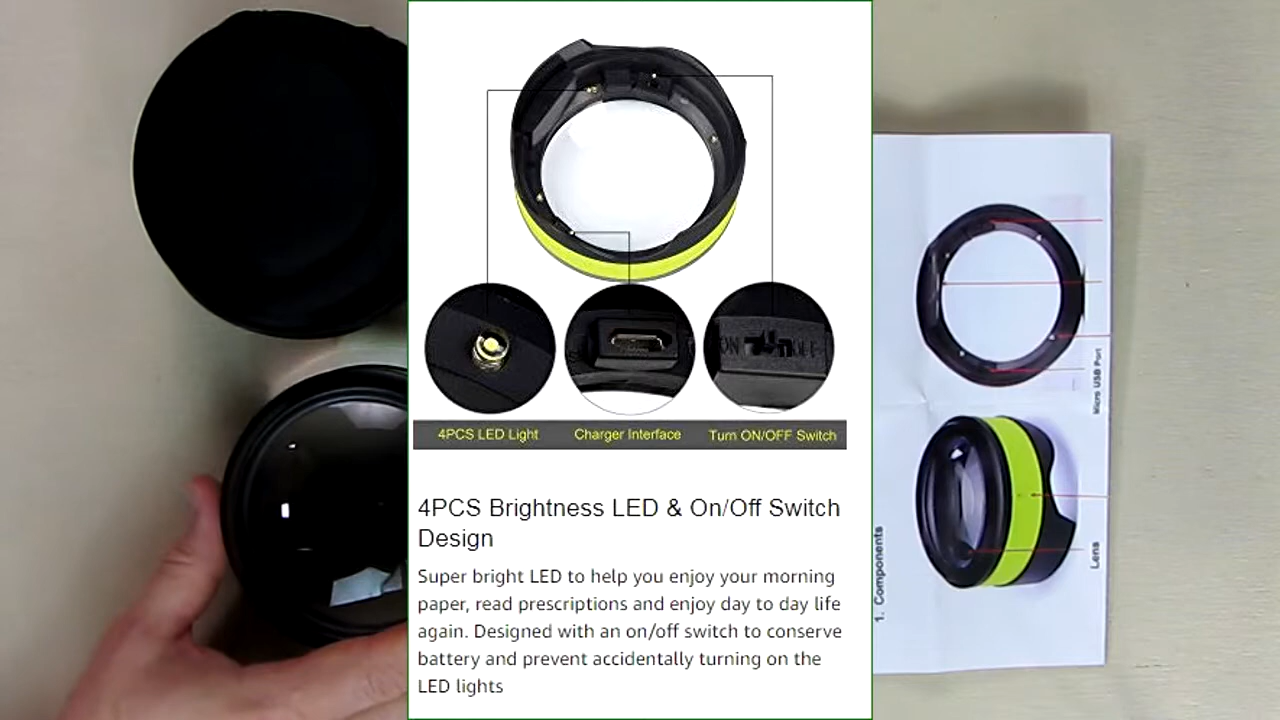 ON
OFF
4PCS LED Light
Charger Interface
Turn ON/OFF Switch
4PCS Brightness LED & On/Off Switch
Design
Super bright LED to help you enjoy your morning
paper, read prescriptions and enjoy day to day life
again. Designed with an on/off switch to conserve
battery and prevent accidentally turning on the
LED lights
1. Components
Micro USB Port
Lens